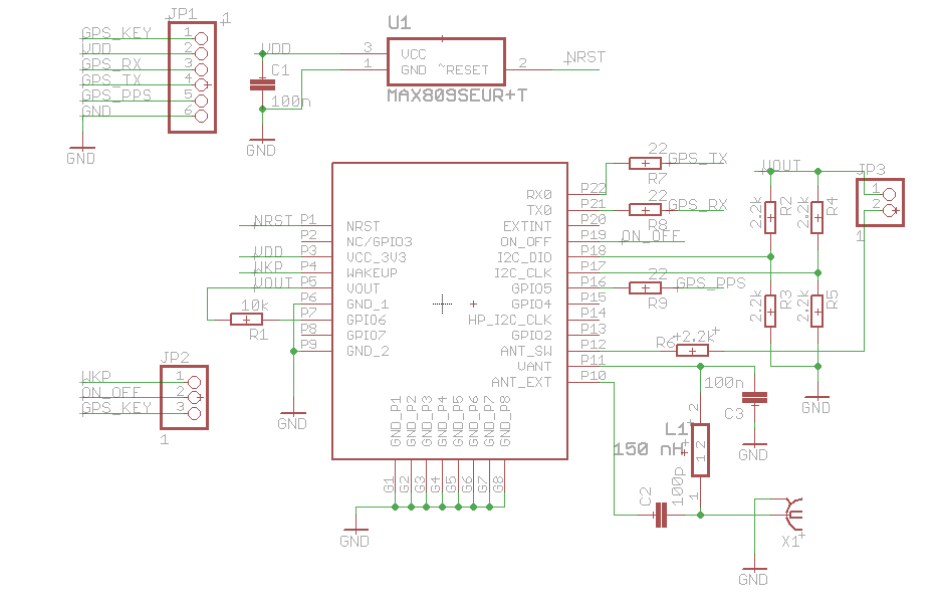 JP1
1
GPS_KEY 1
VDD 2
GPS_RX 3
GPS_TX 4
GPS_PPS 5
GND 6
GND
U1
VDD
3 VCC
1 GND ~RESET 2
NRST
MAX809SEUR+T
C1
100n
GND
22
GPS_TX
R7
22
GPS_RX
R8
ON_OFF
22
GPS_PPS
R9
VOUT
JP3
1
2
1
2.2k R2
2.2k R4
2.2k R3
2.2k R5
GND
NRST P1 NRST
P2 NC/GPIO3
VDD P3 VCC_3V3
WKP P4 WAKEUP
VOUT P5 VOUT
P6 GND_1
P7 GPIO6
P8 GPIO7
P9 GND_2
10k
R1
GND
RX0 P22
TX0 P21
EXTINT P20
ON_OFF P19
I2C_DIO P18
I2C_CLK P17
GPIO5 P16
GPIO4 P15
HP_I2C_CLK P14
GPIO2 P13
ANT_SW P12
VANT P11
ANT_EXT P10
R6 2.2k
JP2
WKP 1
ON_OFF 2
GPS_KEY 3
1
GND_P1 GND_P2 GND_P3 GND_P4 GND_P5 GND_P6 GND_P7 GND_P8
G1 G2 G3 G4 G5 G6 G7 G8
GND
100n
C3
GND
2
L1
1 2
150 nH
1
C2
100p
X1
GND